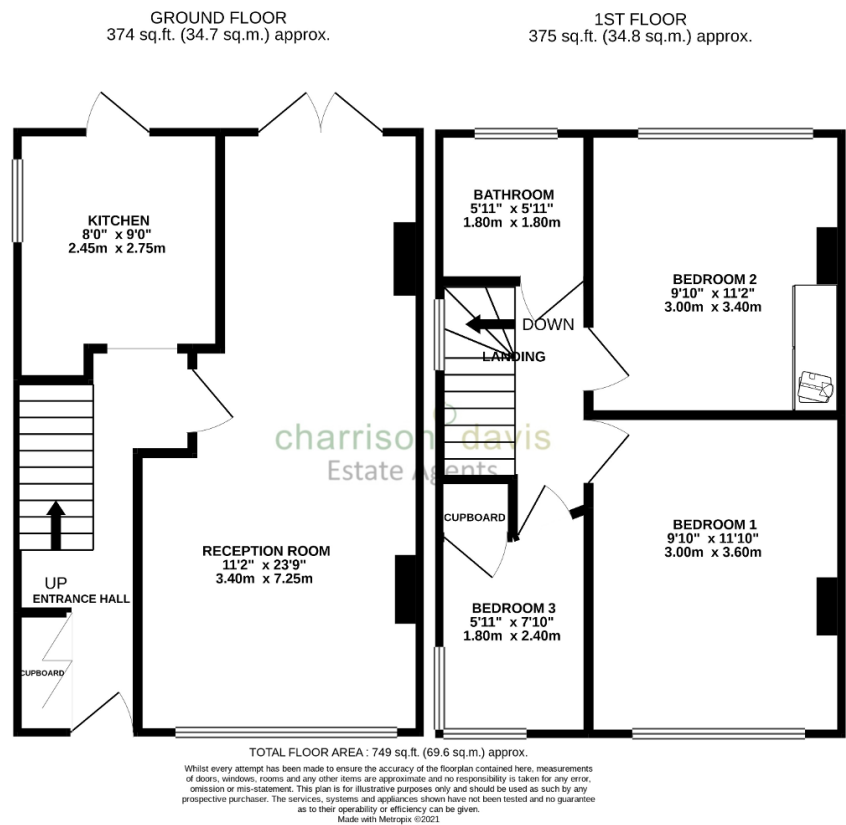 GROUND FLOOR
374 sq.ft. (34.7 sq.m.) approx.
1ST FLOOR
375 sq.ft. (34.8 sq.m.) approx.
KITCHEN
8'0" x 9'0"
2.45m x 2.75m
BATHROOM
5'11" x 5'11"
1.80m x 1.80m
BEDROOM 2
9'10" x 11'2"
3.00m x 3.40m
DOWN
LANDING
charrison davis
Estate Agents
CUPBOARD
RECEPTION ROOM
11'2" x 23'9"
3.40m x 7.25m
BEDROOM 1
9'10" x 11'10"
3.00m x 3.60m
UP
ENTRANCE HALL
BEDROOM 3
5'11" x 7'10"
1.80m x 2.40m
CUPBOARD
TOTAL FLOOR AREA : 749 sq.ft. (69.6 sq.m.) approx.
Whilst every attempt has been made to ensure the accuracy of the floorplan contained here, measurements
of doors, windows, rooms and any other items are approximate and no responsibility is taken for any error,
omission or mis-statement. This plan is for illustrative purposes only and should be used as such by any
prospective purchaser. The services, systems and appliances shown have not been tested and no guarantee
as to their operability or efficiency can be given.
Made with Metropix ©2021